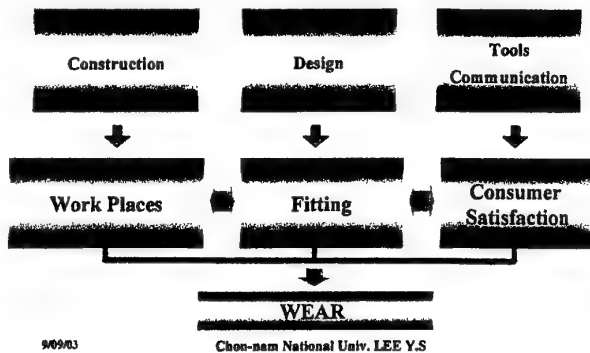 Construction
Design
Tools
Communication
Work Places
Fitting
Consumer
Satisfaction
WEAR
9/09/03
Chon-nam National Univ. LEE Y.S